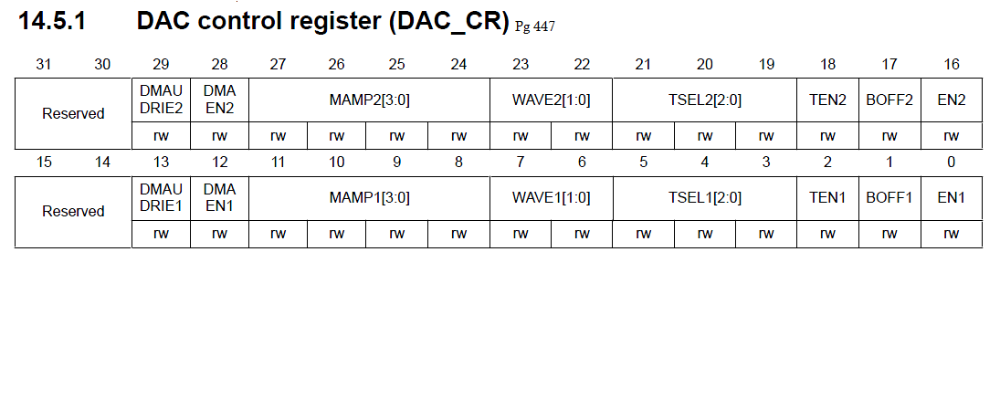 14.5.1 DAC control register (DAC_CR) Pg 447
31 30 29 28 27 26 25 24 23 22 21 20 19 18 17 16
Reserved DMAU DRIE2 DMA EN2 MAMP2[3:0] WAVE2[1:0] TSEL2[2:0] TEN2 BOFF2 EN2
rw rw rw rw rw rw rw rw rw rw rw rw rw rw
15 14 13 12 11 10 9 8 7 6 5 4 3 2 1 0
Reserved DMAU DRIE1 DMA EN1 MAMP1[3:0] WAVE1[1:0] TSEL1[2:0] TEN1 BOFF1 EN1
rw rw rw rw rw rw rw rw rw rw rw rw rw rw